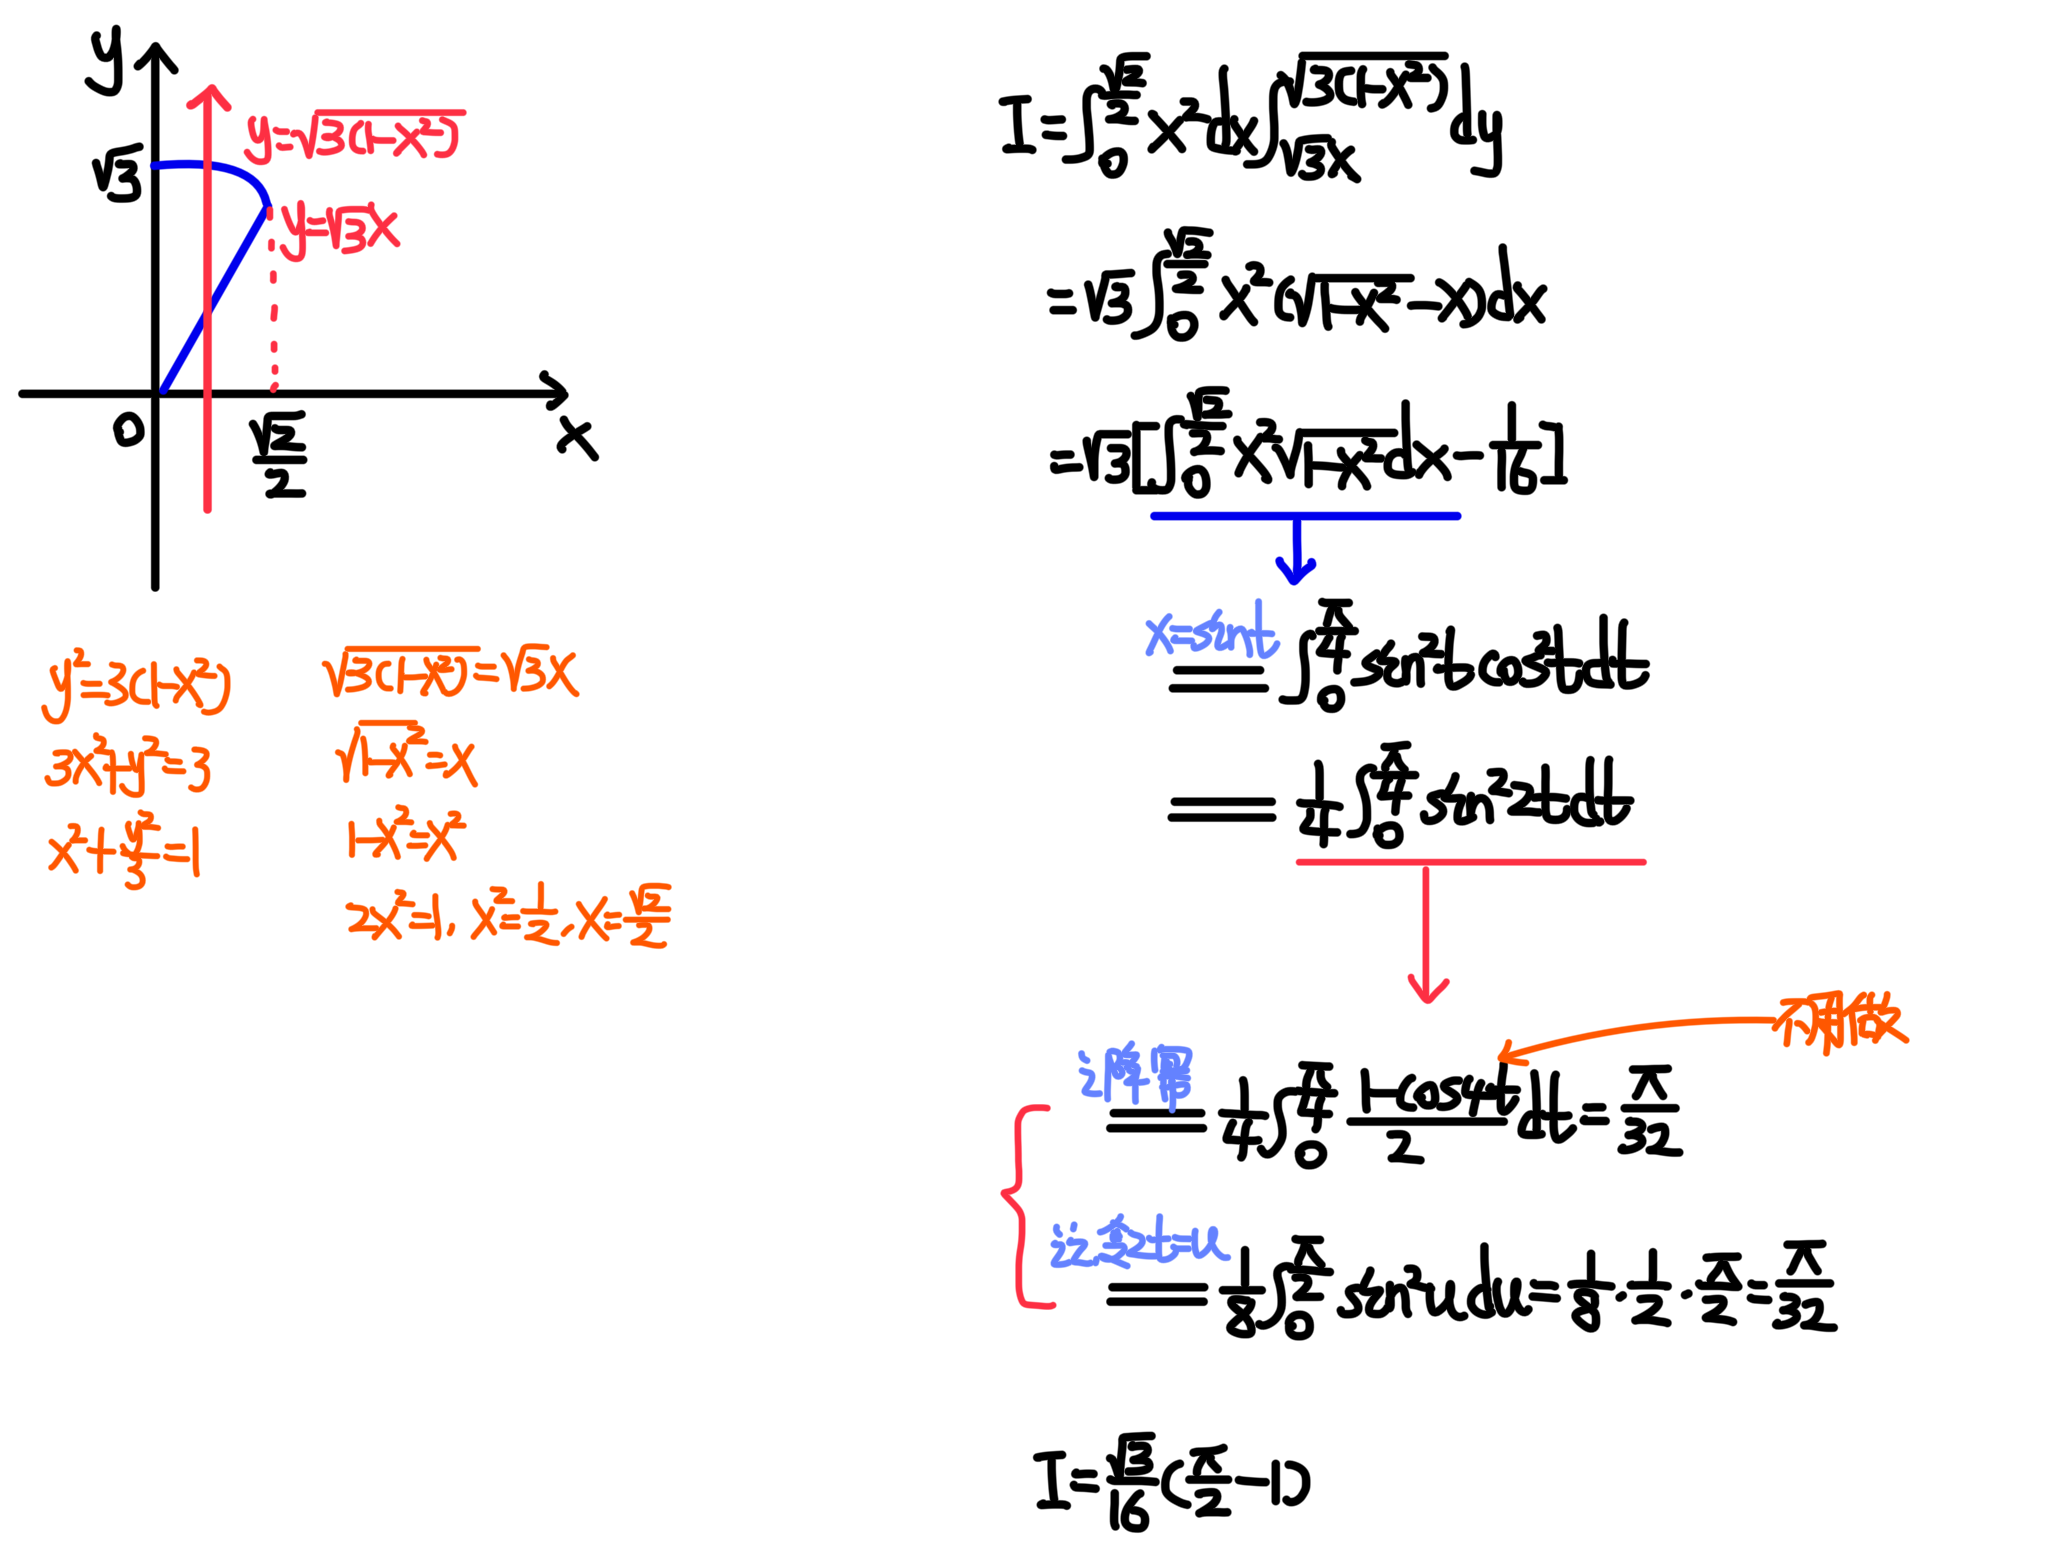 y
y=√3(1-x²)
√3
y=√3x
0
√2/2
x
y²=3(1-x²)
3x²+y²=3
x²+y²/3=1
√3(1-x²)=√3x
√1-x²=x
1-x²=x²
2x²=1, x²=1/2, x=√2/2
I=∫₀^(√2/2) x²dx∫_(√3x)^(√3(1-x²)) dy
=√3∫₀^(√2/2) x²(√1-x²-x)dx
=√3[∫₀^(√2/2) x²√1-x²dx-1/16]
x=sint
=∫₀^(π/4) sin²tcos²tdt
=1/4∫₀^(π/4) sin²2tdt
不用做
i降幂
=1/4∫₀^(π/4) (1-cos4t)/2 dt=π/32
ii.令2t=u
=1/8∫₀^(π/2) sin²udu=1/8·1/2·π/2=π/32
I=√3/16(π/2-1)